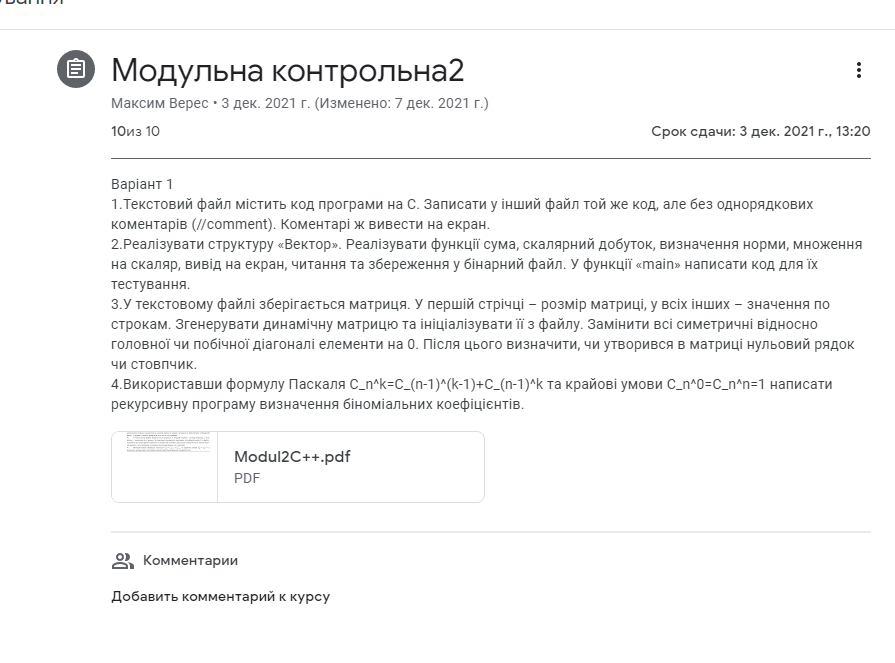 Модульна контрольна2
Максим Верес • 3 дек. 2021 г. (Изменено: 7 дек. 2021 г.)
10из 10
Срок сдачи: 3 дек. 2021 г., 13:20
Варіант 1
1.Текстовий файл містить код програми на С. Записати у інший файл той же код, але без однорядкових
коментарів (//comment). Коментарі ж вивести на екран.
2.Реалізувати структуру «Вектор». Реалізувати функції сума, скалярний добуток, визначення норми, множення
на скаляр, вивід на екран, читання та збереження у бінарний файл. У функції «main» написати код для їх
тестування.
3.У текстовому файлі зберігається матриця. У першій стрічці – розмір матриці, у всіх інших – значення по
строкам. Згенерувати динамічну матрицю та ініціалізувати її з файлу. Замінити всі симетричні відносно
головної чи побічної діагоналі елементи на 0. Після цього визначити, чи утворився в матриці нульовий рядок
чи стовпчик.
4.Використавши формулу Паскаля C_n^k=C_(n-1)^(k-1)+C_(n-1)^k та крайові умови C_n^0=C_n^n=1 написати
рекурсивну програму визначення біноміальних коефіцієнтів.
Modul2C++.pdf
PDF
Комментарии
Добавить комментарий к курсу